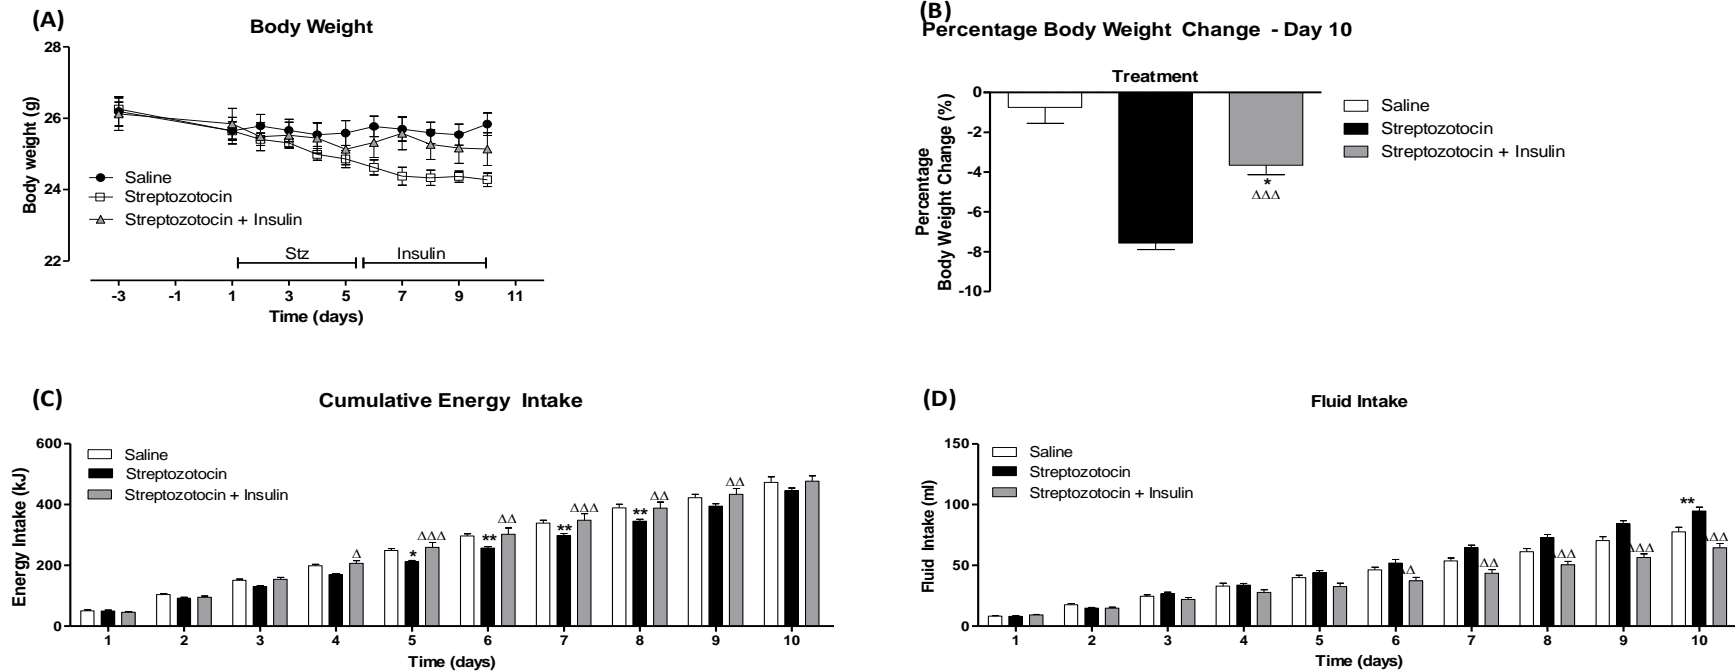 (A)
Body Weight
28
26
24
22
Body weight (g)
Saline
Streptozotocin
Streptozotocin + Insulin
Stz
Insulin
-3 -1 1 3 5 7 9 11
Time (days)
(B)
Percentage Body Weight Change - Day 10
Treatment
0
-2
-4
-6
-8
-10
Percentage
Body Weight Change (%)
*
ΔΔΔ
Saline
Streptozotocin
Streptozotocin + Insulin
(C)
Cumulative Energy Intake
600
400
200
0
Energy Intake (kJ)
Saline
Streptozotocin
Streptozotocin + Insulin
Δ
* ΔΔΔ
** ΔΔ
** ΔΔΔ
** ΔΔ
ΔΔ
1 2 3 4 5 6 7 8 9 10
Time (days)
(D)
Fluid Intake
150
100
50
0
Fluid Intake (ml)
Saline
Streptozotocin
Streptozotocin + Insulin
ΔΔ
ΔΔ
ΔΔΔ
ΔΔΔ
** ΔΔΔ
1 2 3 4 5 6 7 8 9 10
Time (days)